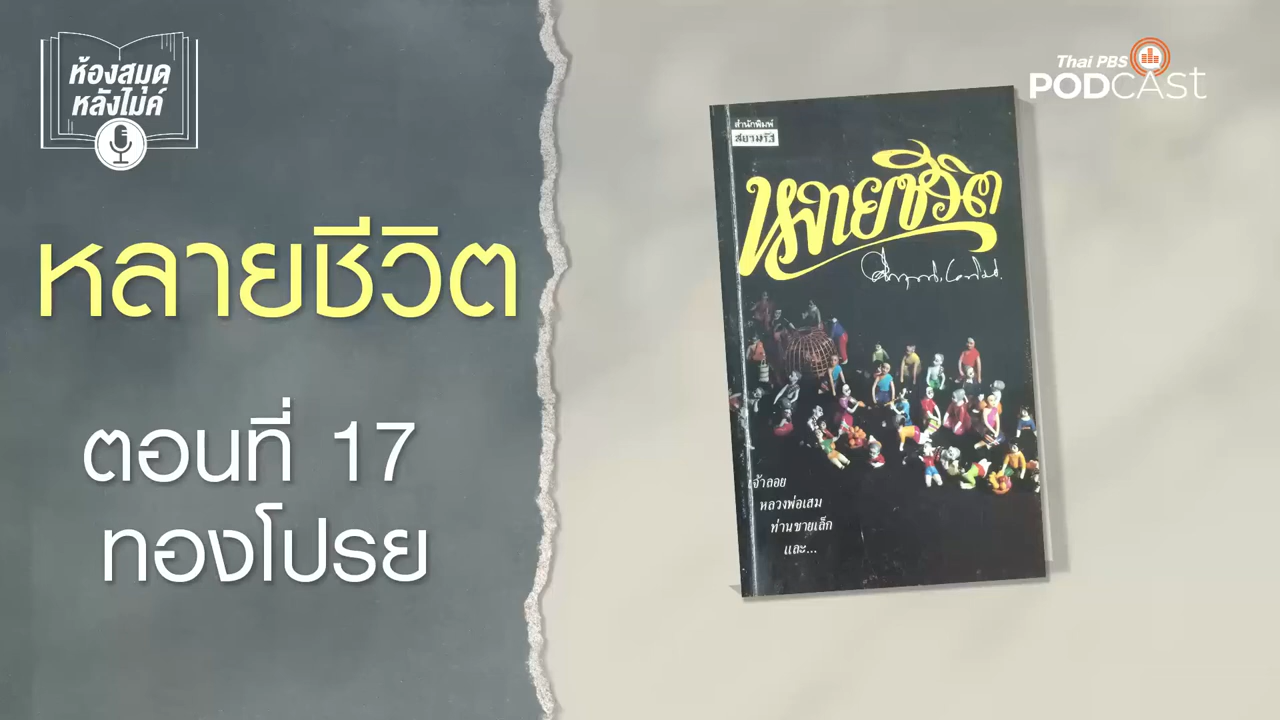 ห้องสมุด
หลังไมค์
Thai PBS
PODCAst
หลายชีวิต
ตอนที่ 17
ทองโปรย
สำนักพิมพ์
สยามรัฐ
หลายชีวิต
เจ้าลอย
หลวงพ่อเสม
ท่านชายเล็ก
และ...